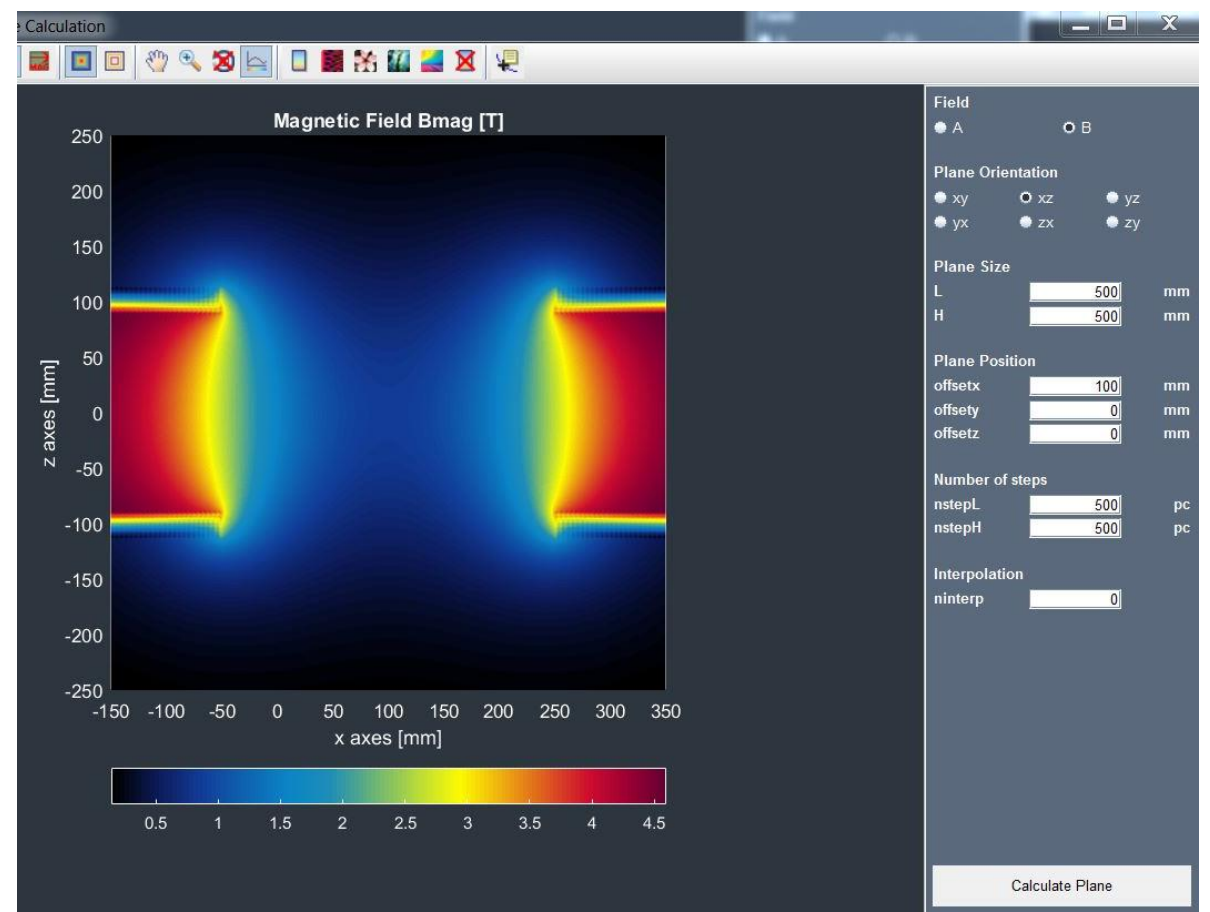 e Calculation
Magnetic Field Bmag [T]
250
200
150
100
50
0
-50
-100
-150
-200
-250
z axes [mm]
-150 -100 -50 0 50 100 150 200 250 300 350
x axes [mm]
0.5 1 1.5 2 2.5 3 3.5 4 4.5
Field
A B
Plane Orientation
xy xz yz
yx zx zy
Plane Size
L 500 mm
H 500 mm
Plane Position
offsetx 100 mm
offsety 0 mm
offsetz 0 mm
Number of steps
nstepL 500 pc
nstepH 500 pc
Interpolation
ninterp 0
Calculate Plane